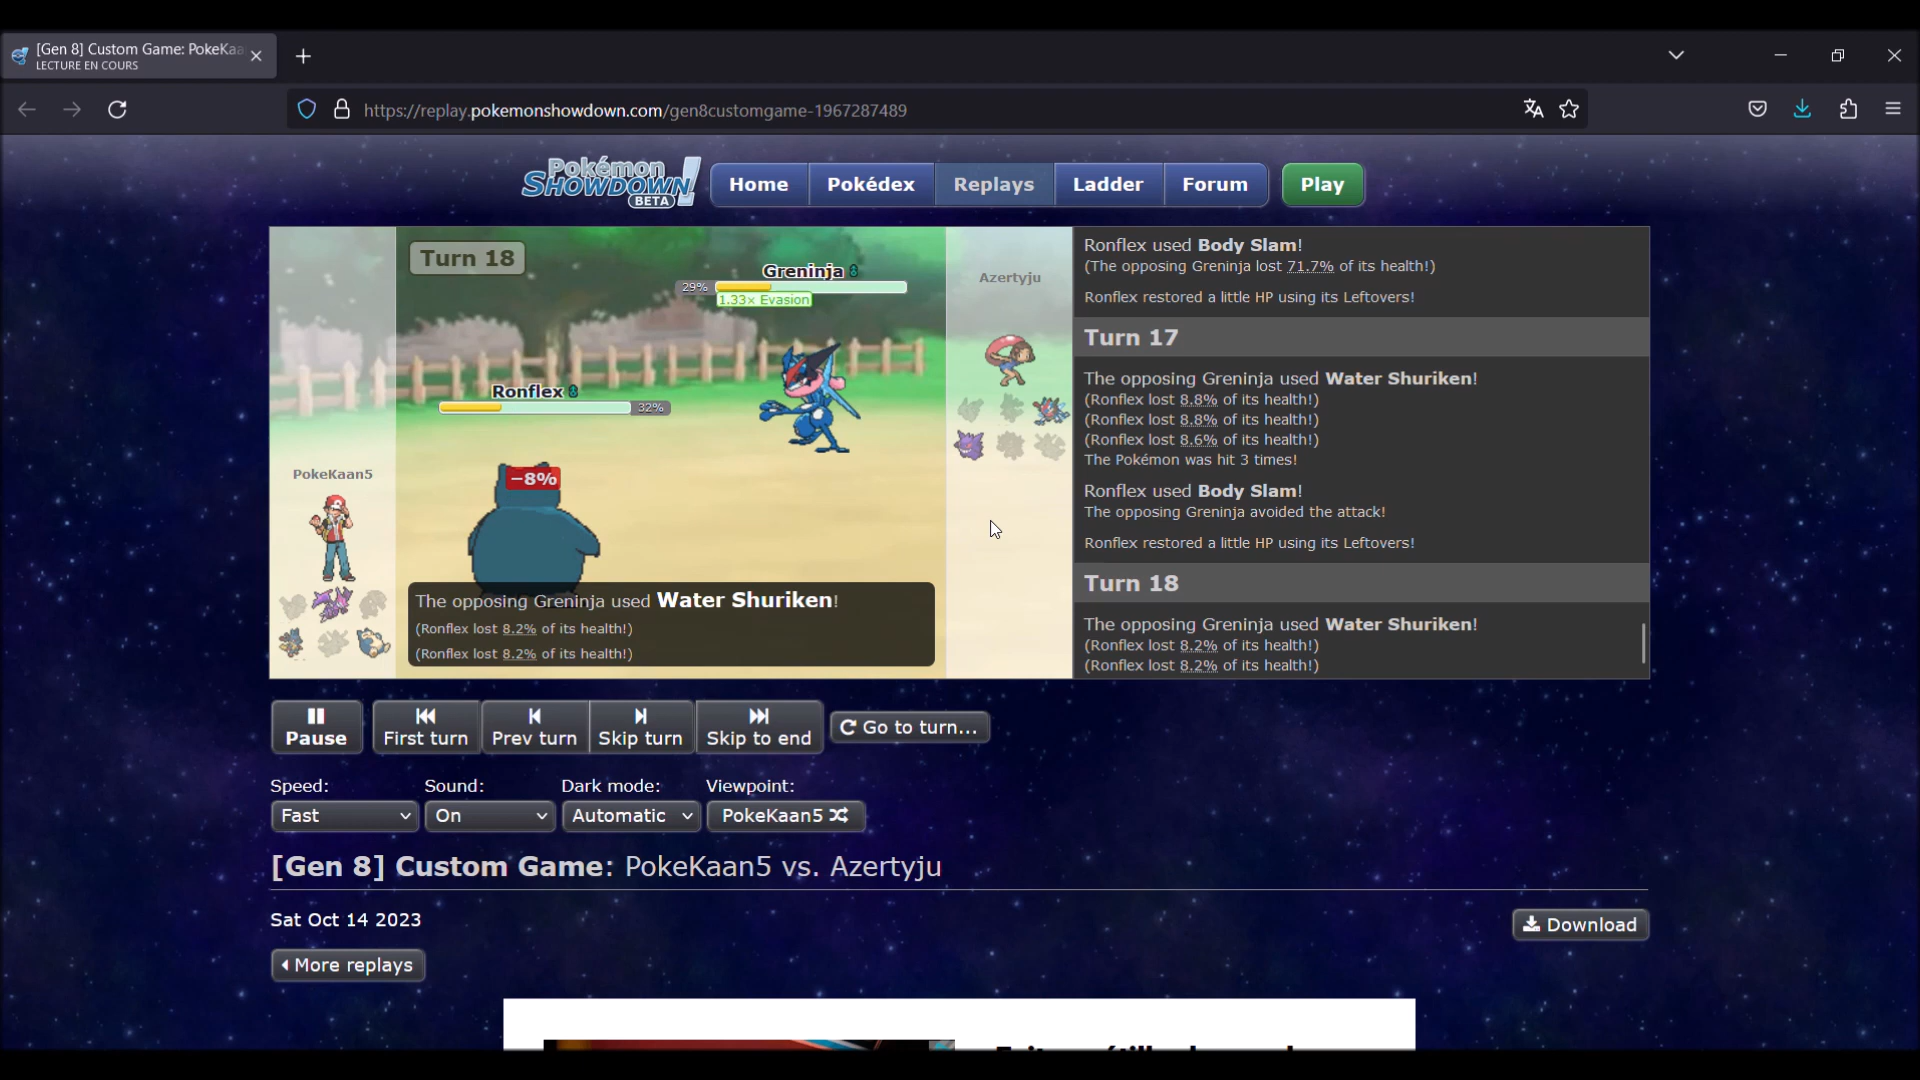 [Gen 8] Custom Game: PokeKaa
LECTURE EN COURS
https://replay.pokemonshowdown.com/gen8customgame-1967287489
Pokémon
SHOWDOWN!
BETA
Home
Pokédex
Replays
Ladder
Forum
Play
Turn 18
Greninja
29%
1.33× Evasion
Ronflex
32%
−8%
PokeKaan5
Azertyju
The opposing Greninja used Water Shuriken!
(Ronflex lost 8.2% of its health!)
(Ronflex lost 8.2% of its health!)
Ronflex used Body Slam!
(The opposing Greninja lost 71.7% of its health!)
Ronflex restored a little HP using its Leftovers!
Turn 17
The opposing Greninja used Water Shuriken!
(Ronflex lost 8.8% of its health!)
(Ronflex lost 8.8% of its health!)
(Ronflex lost 8.6% of its health!)
The Pokémon was hit 3 times!
Ronflex used Body Slam!
The opposing Greninja avoided the attack!
Ronflex restored a little HP using its Leftovers!
Turn 18
The opposing Greninja used Water Shuriken!
(Ronflex lost 8.2% of its health!)
(Ronflex lost 8.2% of its health!)
Pause
First turn
Prev turn
Skip turn
Skip to end
Go to turn...
Speed:
Sound:
Dark mode:
Viewpoint:
Fast
On
Automatic
PokeKaan5
[Gen 8] Custom Game: PokeKaan5 vs. Azertyju
Sat Oct 14 2023
Download
More replays